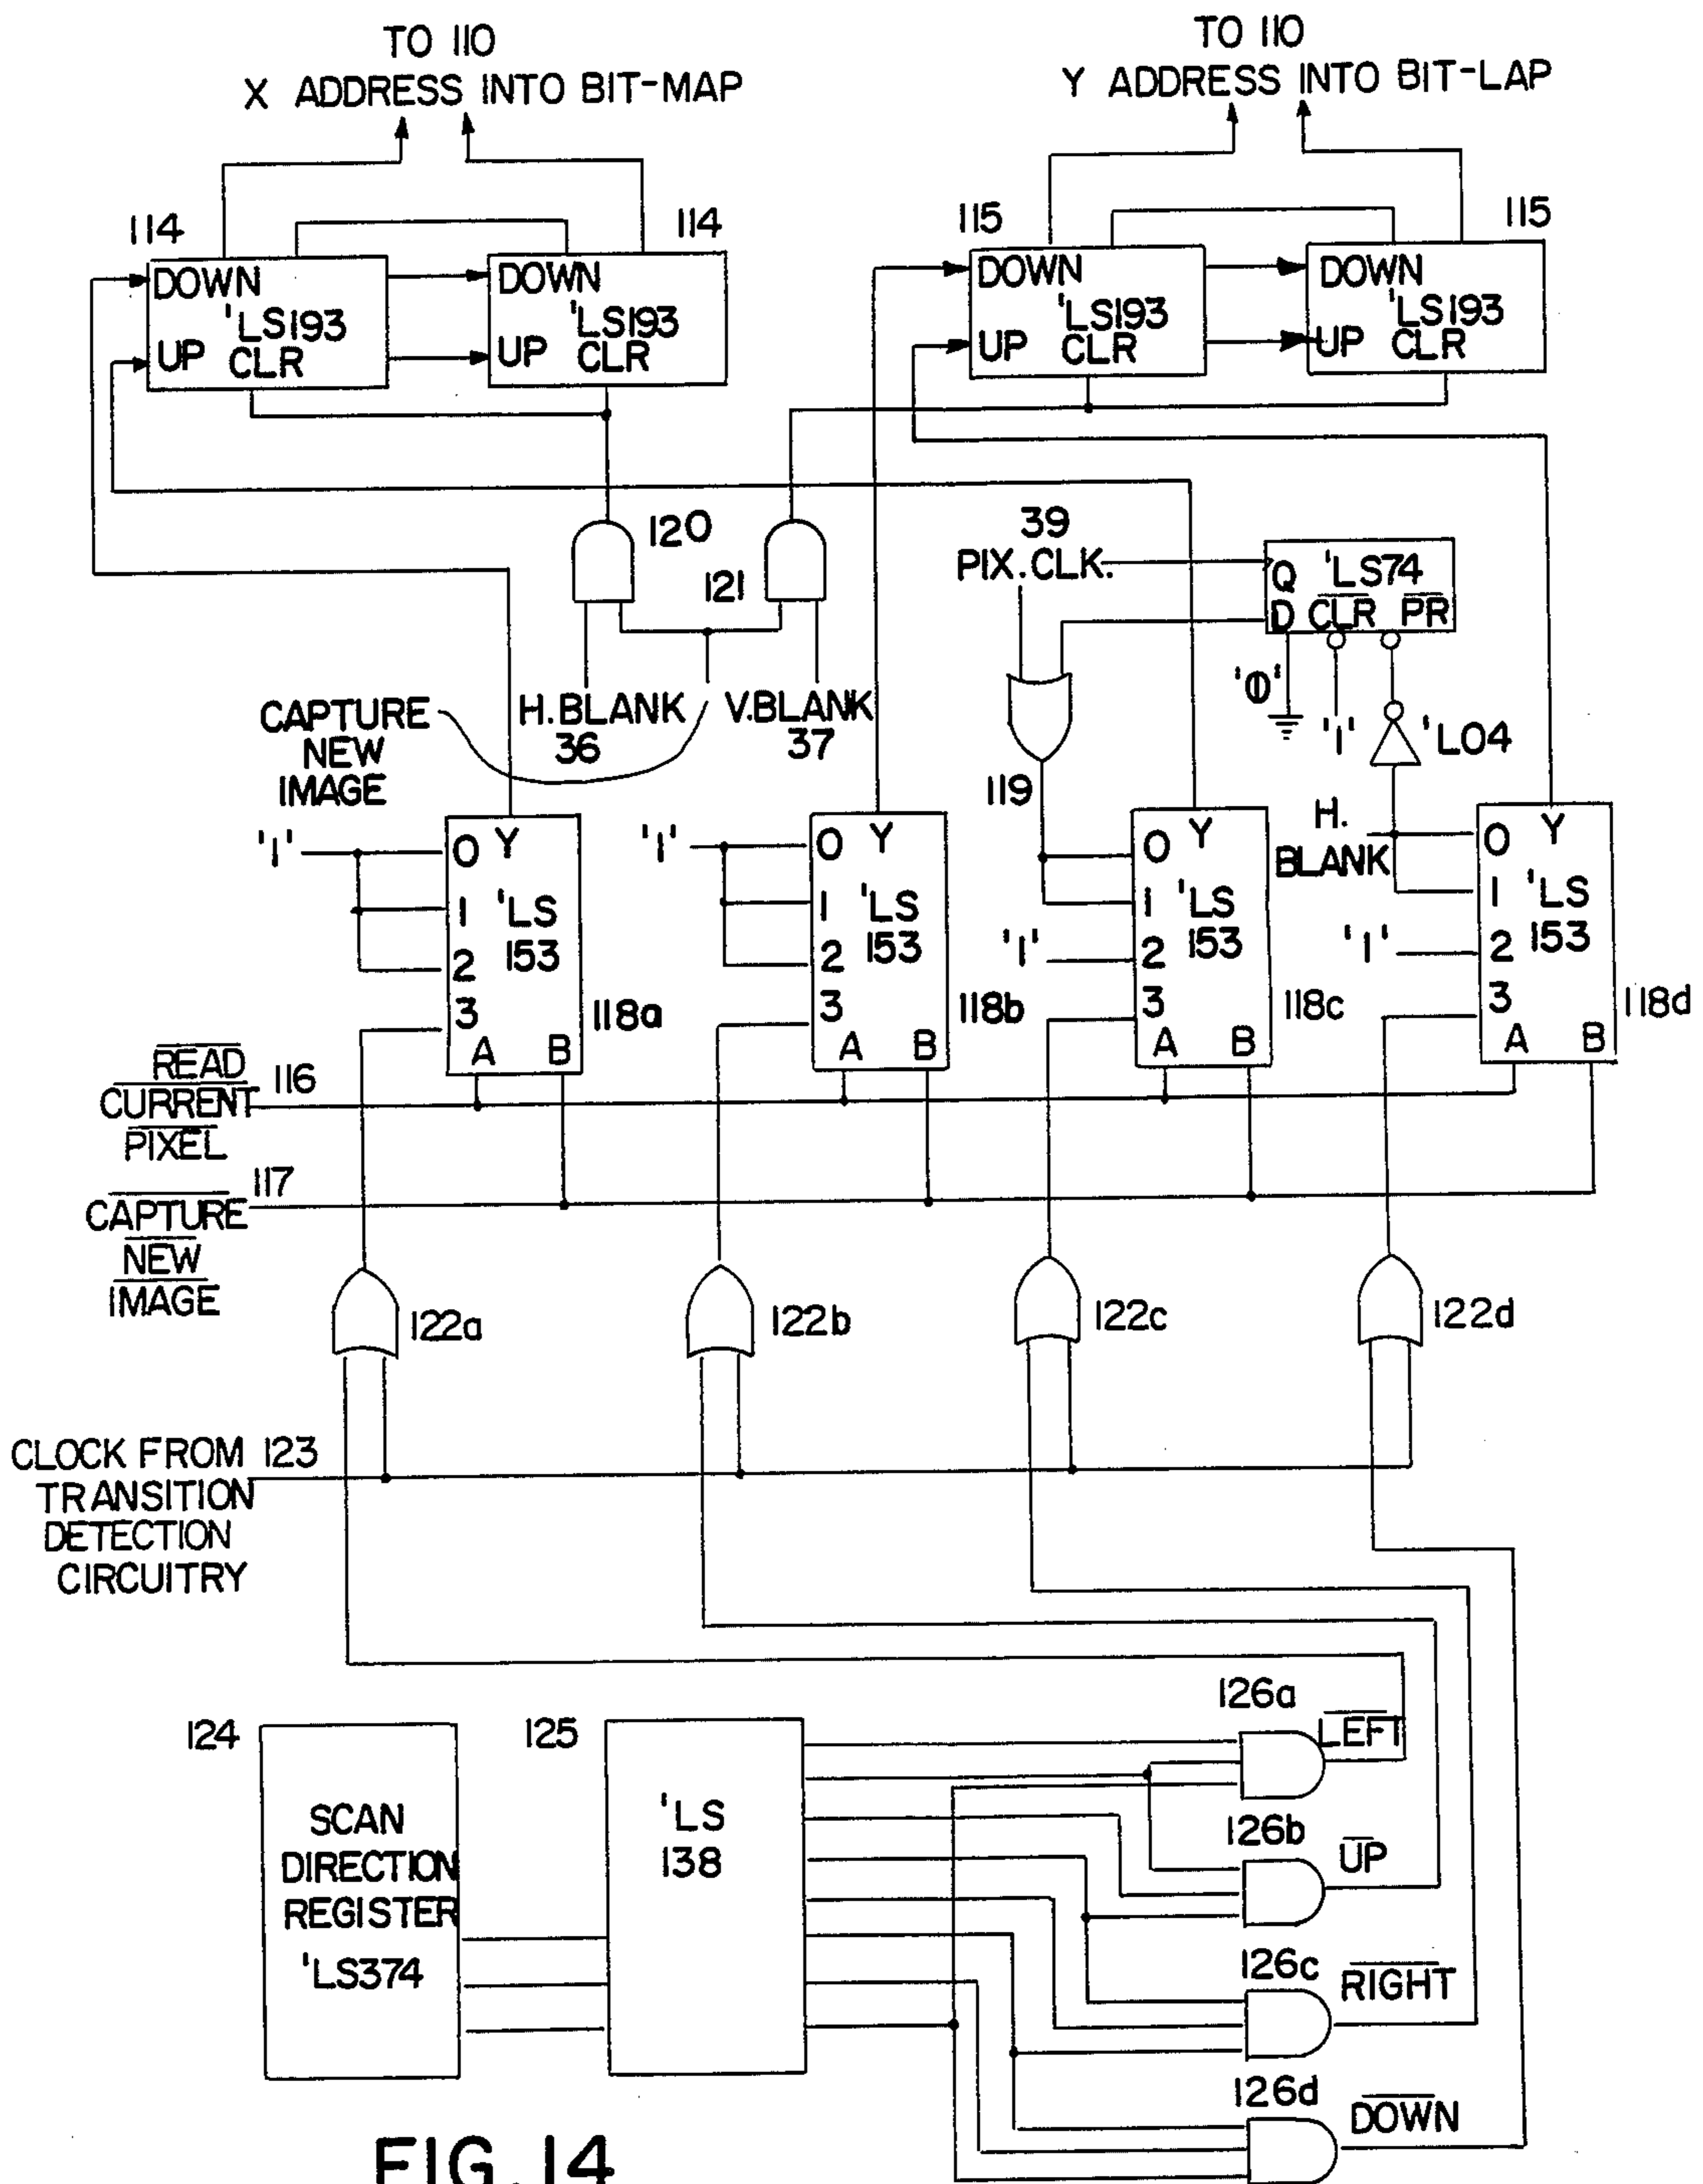 TO 110
X ADDRESS INTO BIT-MAP
TO 110
Y ADDRESS INTO BIT-LAP
114
114
115
115
DOWN
'LS193
UP CLR
DOWN
'LS193
UP CLR
DOWN
'LS193
UP CLR
DOWN
'LS193
UP CLR
120
121
39
PIX. CLK.
Q 'LS74
D CLR PR
'0'
'1'
'L04
CAPTURE
NEW
IMAGE
H.BLANK
36
V.BLANK
37
119
H.
BLANK
'1'
0 Y
1 'LS
2 153
3
A B
118a
'1'
0 Y
1 'LS
2 153
3
A B
118b
0 Y
1 'LS
'1' 2 153
3
A B
118c
0 Y
1 'LS
'1' 2 153
3
A B
118d
READ
CURRENT
PIXEL
116
CAPTURE
NEW
IMAGE
117
122a
122b
122c
122d
CLOCK FROM 123
TRANSITION
DETECTION
CIRCUITRY
124
SCAN
DIRECTION
REGISTER
'LS374
125
'LS
138
126a
LEFT
126b
UP
126c
RIGHT
126d
DOWN
FIG. 14